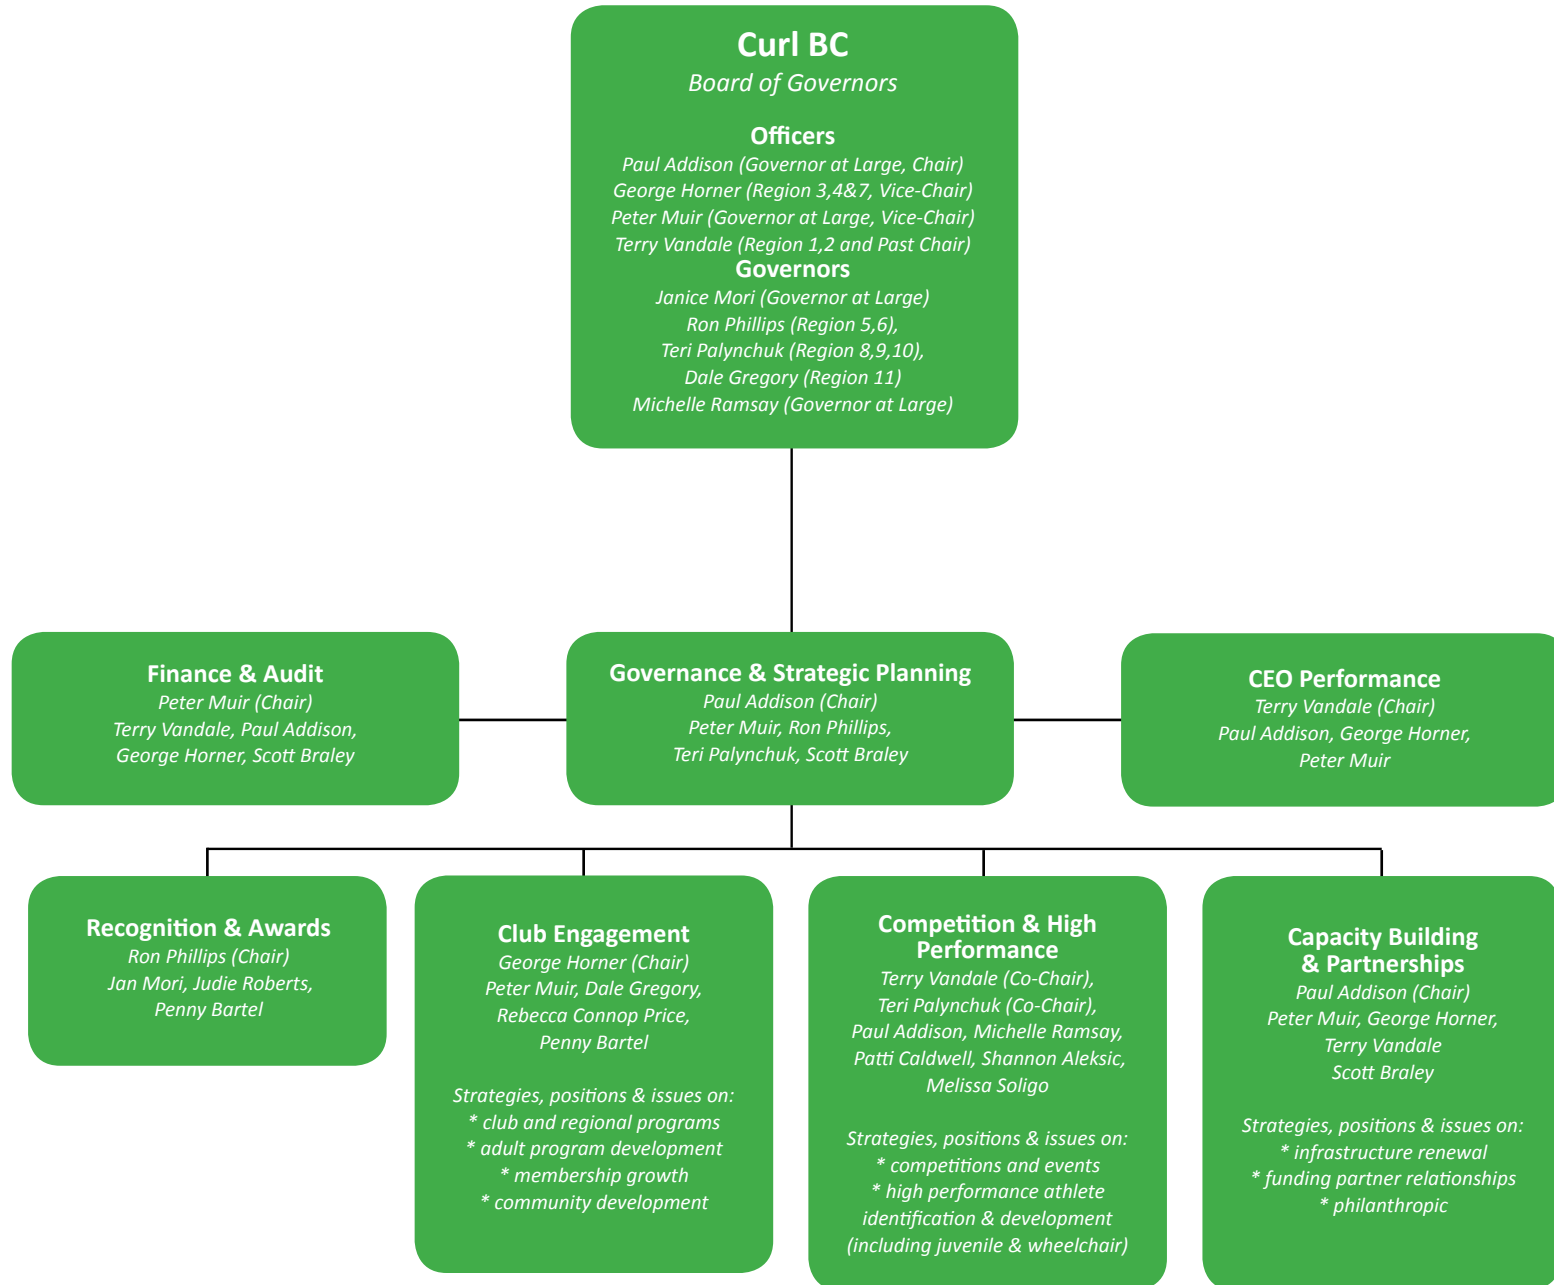 Curl BC
Board of Governors
Officers
Paul Addison (Governor at Large, Chair)
George Horner (Region 3,4&7, Vice-Chair)
Peter Muir (Governor at Large, Vice-Chair)
Terry Vandale (Region 1,2 and Past Chair)
Governors
Janice Mori (Governor at Large)
Ron Phillips (Region 5,6),
Teri Palynchuk (Region 8,9,10),
Dale Gregory (Region 11)
Michelle Ramsay (Governor at Large)
Finance & Audit
Peter Muir (Chair)
Terry Vandale, Paul Addison,
George Horner, Scott Braley
Governance & Strategic Planning
Paul Addison (Chair)
Peter Muir, Ron Phillips,
Teri Palynchuk, Scott Braley
CEO Performance
Terry Vandale (Chair)
Paul Addison, George Horner,
Peter Muir
Recognition & Awards
Ron Phillips (Chair)
Jan Mori, Judie Roberts,
Penny Bartel
Club Engagement
George Horner (Chair)
Peter Muir, Dale Gregory,
Rebecca Connop Price,
Penny Bartel
Strategies, positions & issues on:
* club and regional programs
* adult program development
* membership growth
* community development
Competition & High
Performance
Terry Vandale (Co-Chair),
Teri Palynchuk (Co-Chair),
Paul Addison, Michelle Ramsay,
Patti Caldwell, Shannon Aleksic,
Melissa Soligo
Strategies, positions & issues on:
* competitions and events
* high performance athlete
identification & development
(including juvenile & wheelchair)
Capacity Building
& Partnerships
Paul Addison (Chair)
Peter Muir, George Horner,
Terry Vandale
Scott Braley
Strategies, positions & issues on:
* infrastructure renewal
* funding partner relationships
* philanthropic